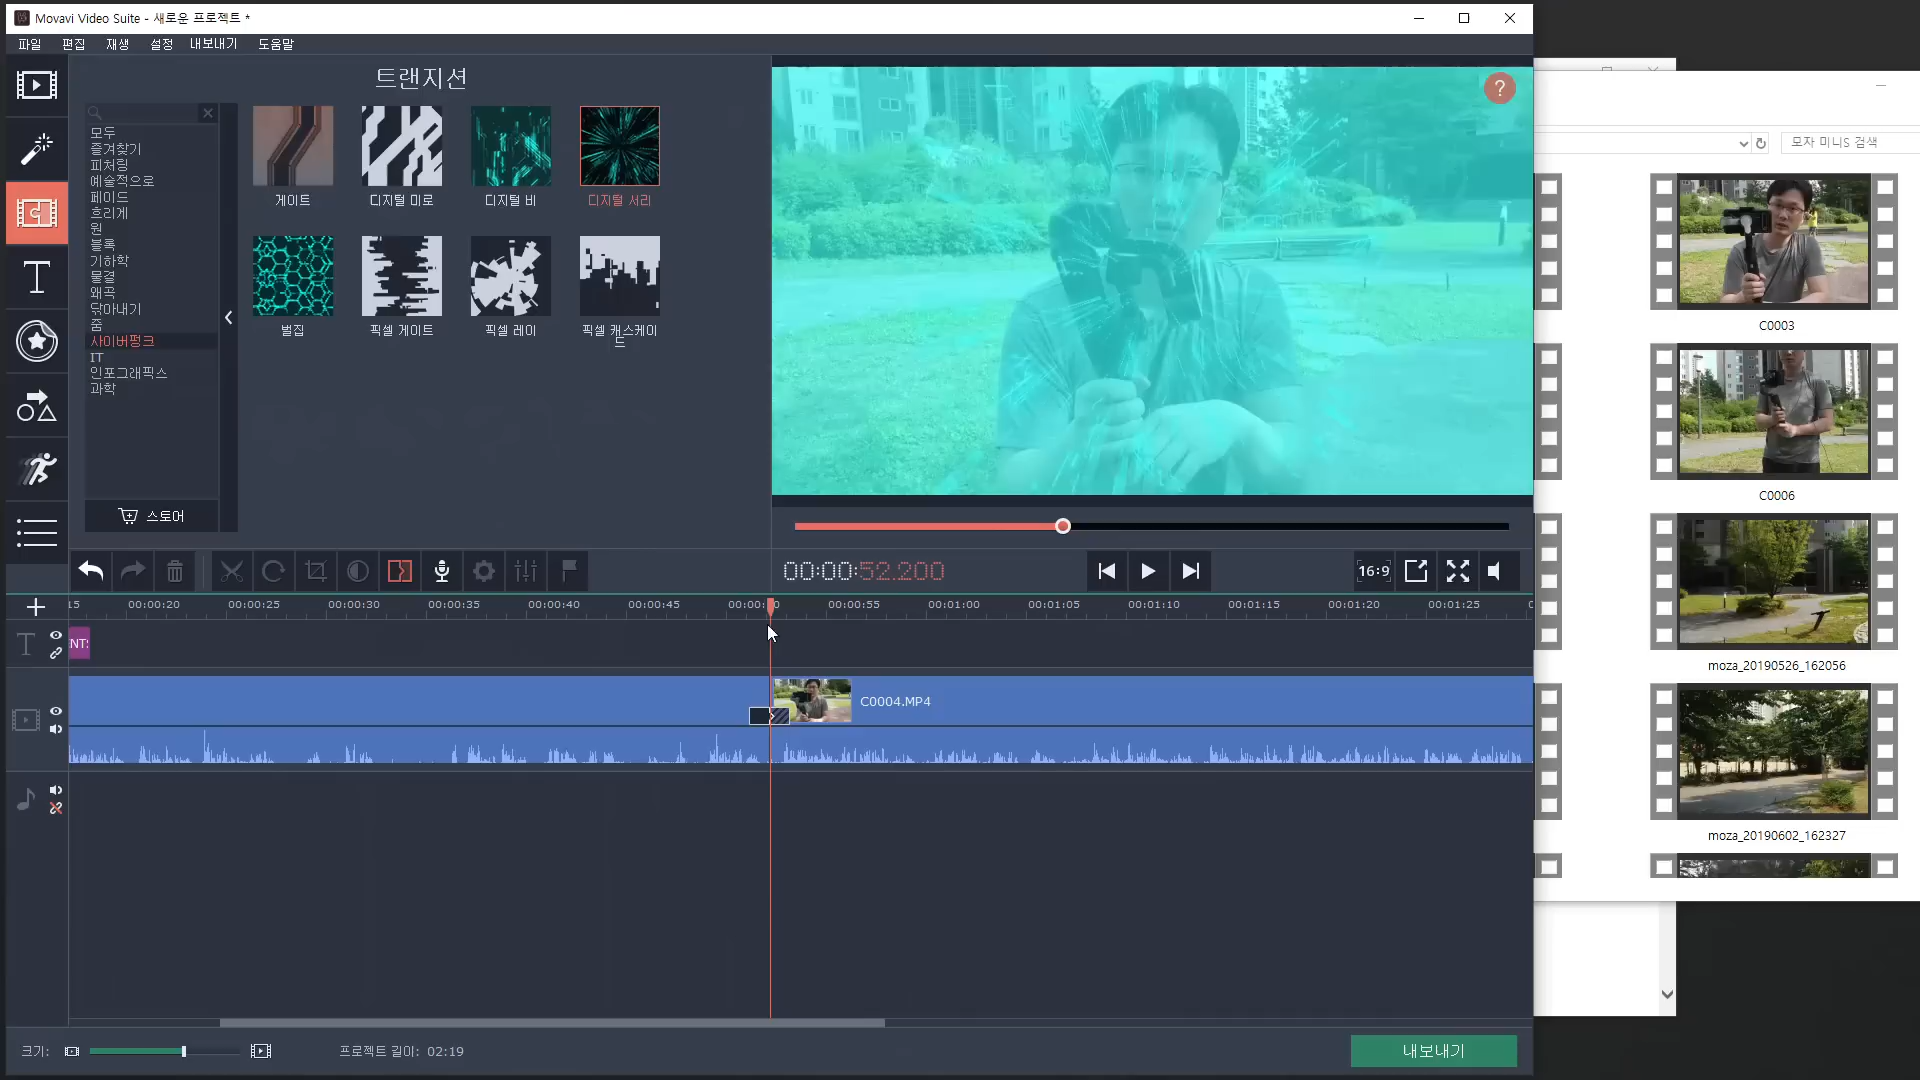 Movavi Video Suite - 새로운 프로젝트 *
파일 편집 재생 설정 내보내기 도움말
트랜지션
모두
즐겨찾기
피처링
예술적으로
페이드
흐리게
원
블록
기하학
물결
왜곡
닦아내기
줌
사이버펑크
IT
인포그래픽스
과학
스토어
게이트 디지털 미로 디지털 비 디지털 서리
벌집 픽셀 게이트 픽셀 레이 픽셀 캐스케이
드
?
모자 미니S 검색
C0003
C0006
moza_20190526_162056
moza_20190602_162327
00:00:52.200
16:9
15 00:00:20 00:00:25 00:00:30 00:00:35 00:00:40 00:00:45 00:00: 00:00:55 00:01:00 00:01:05 00:01:10 00:01:15 00:01:20 00:01:25
NT:
C0004.MP4
크기:
프로젝트 길이: 02:19
내보내기